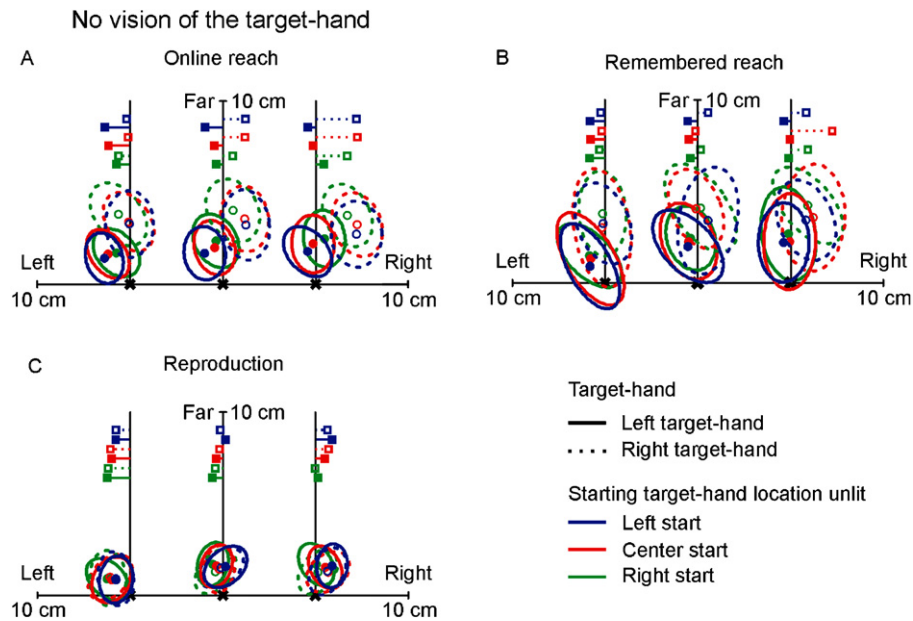 No vision of the target-hand
A
Online reach
Far 10 cm
Left
Right
10 cm
10 cm
B
Remembered reach
Far 10 cm
Left
Right
10 cm
10 cm
C
Reproduction
Far 10 cm
Left
Right
10 cm
10 cm
Target-hand
Left target-hand
Right target-hand
Starting target-hand location unlit
Left start
Center start
Right start